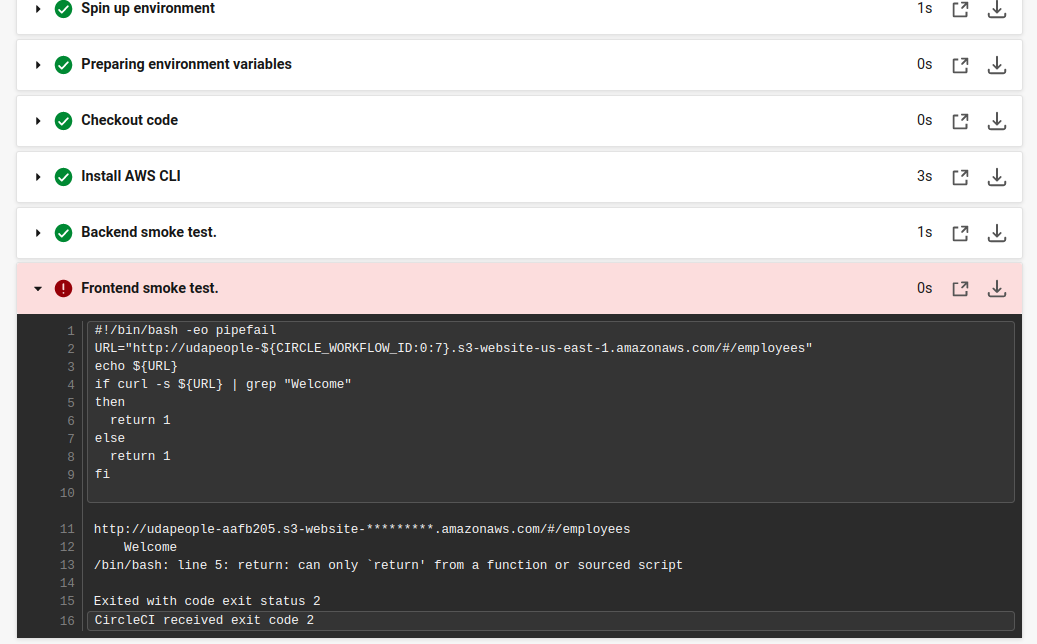 Spin up environment 1s
Preparing environment variables 0s
Checkout code 0s
Install AWS CLI 3s
Backend smoke test. 1s
Frontend smoke test. 0s
1 #!/bin/bash -eo pipefail
2 URL="http://udapeople-${CIRCLE_WORKFLOW_ID:0:7}.s3-website-us-east-1.amazonaws.com/#/employees"
3 echo ${URL}
4 if curl -s ${URL} | grep "Welcome"
5 then
6   return 1
7 else
8   return 1
9 fi
10
11 http://udapeople-aafb205.s3-website-*********.amazonaws.com/#/employees
12     Welcome
13 /bin/bash: line 5: return: can only `return' from a function or sourced script
14
15 Exited with code exit status 2
16 CircleCI received exit code 2